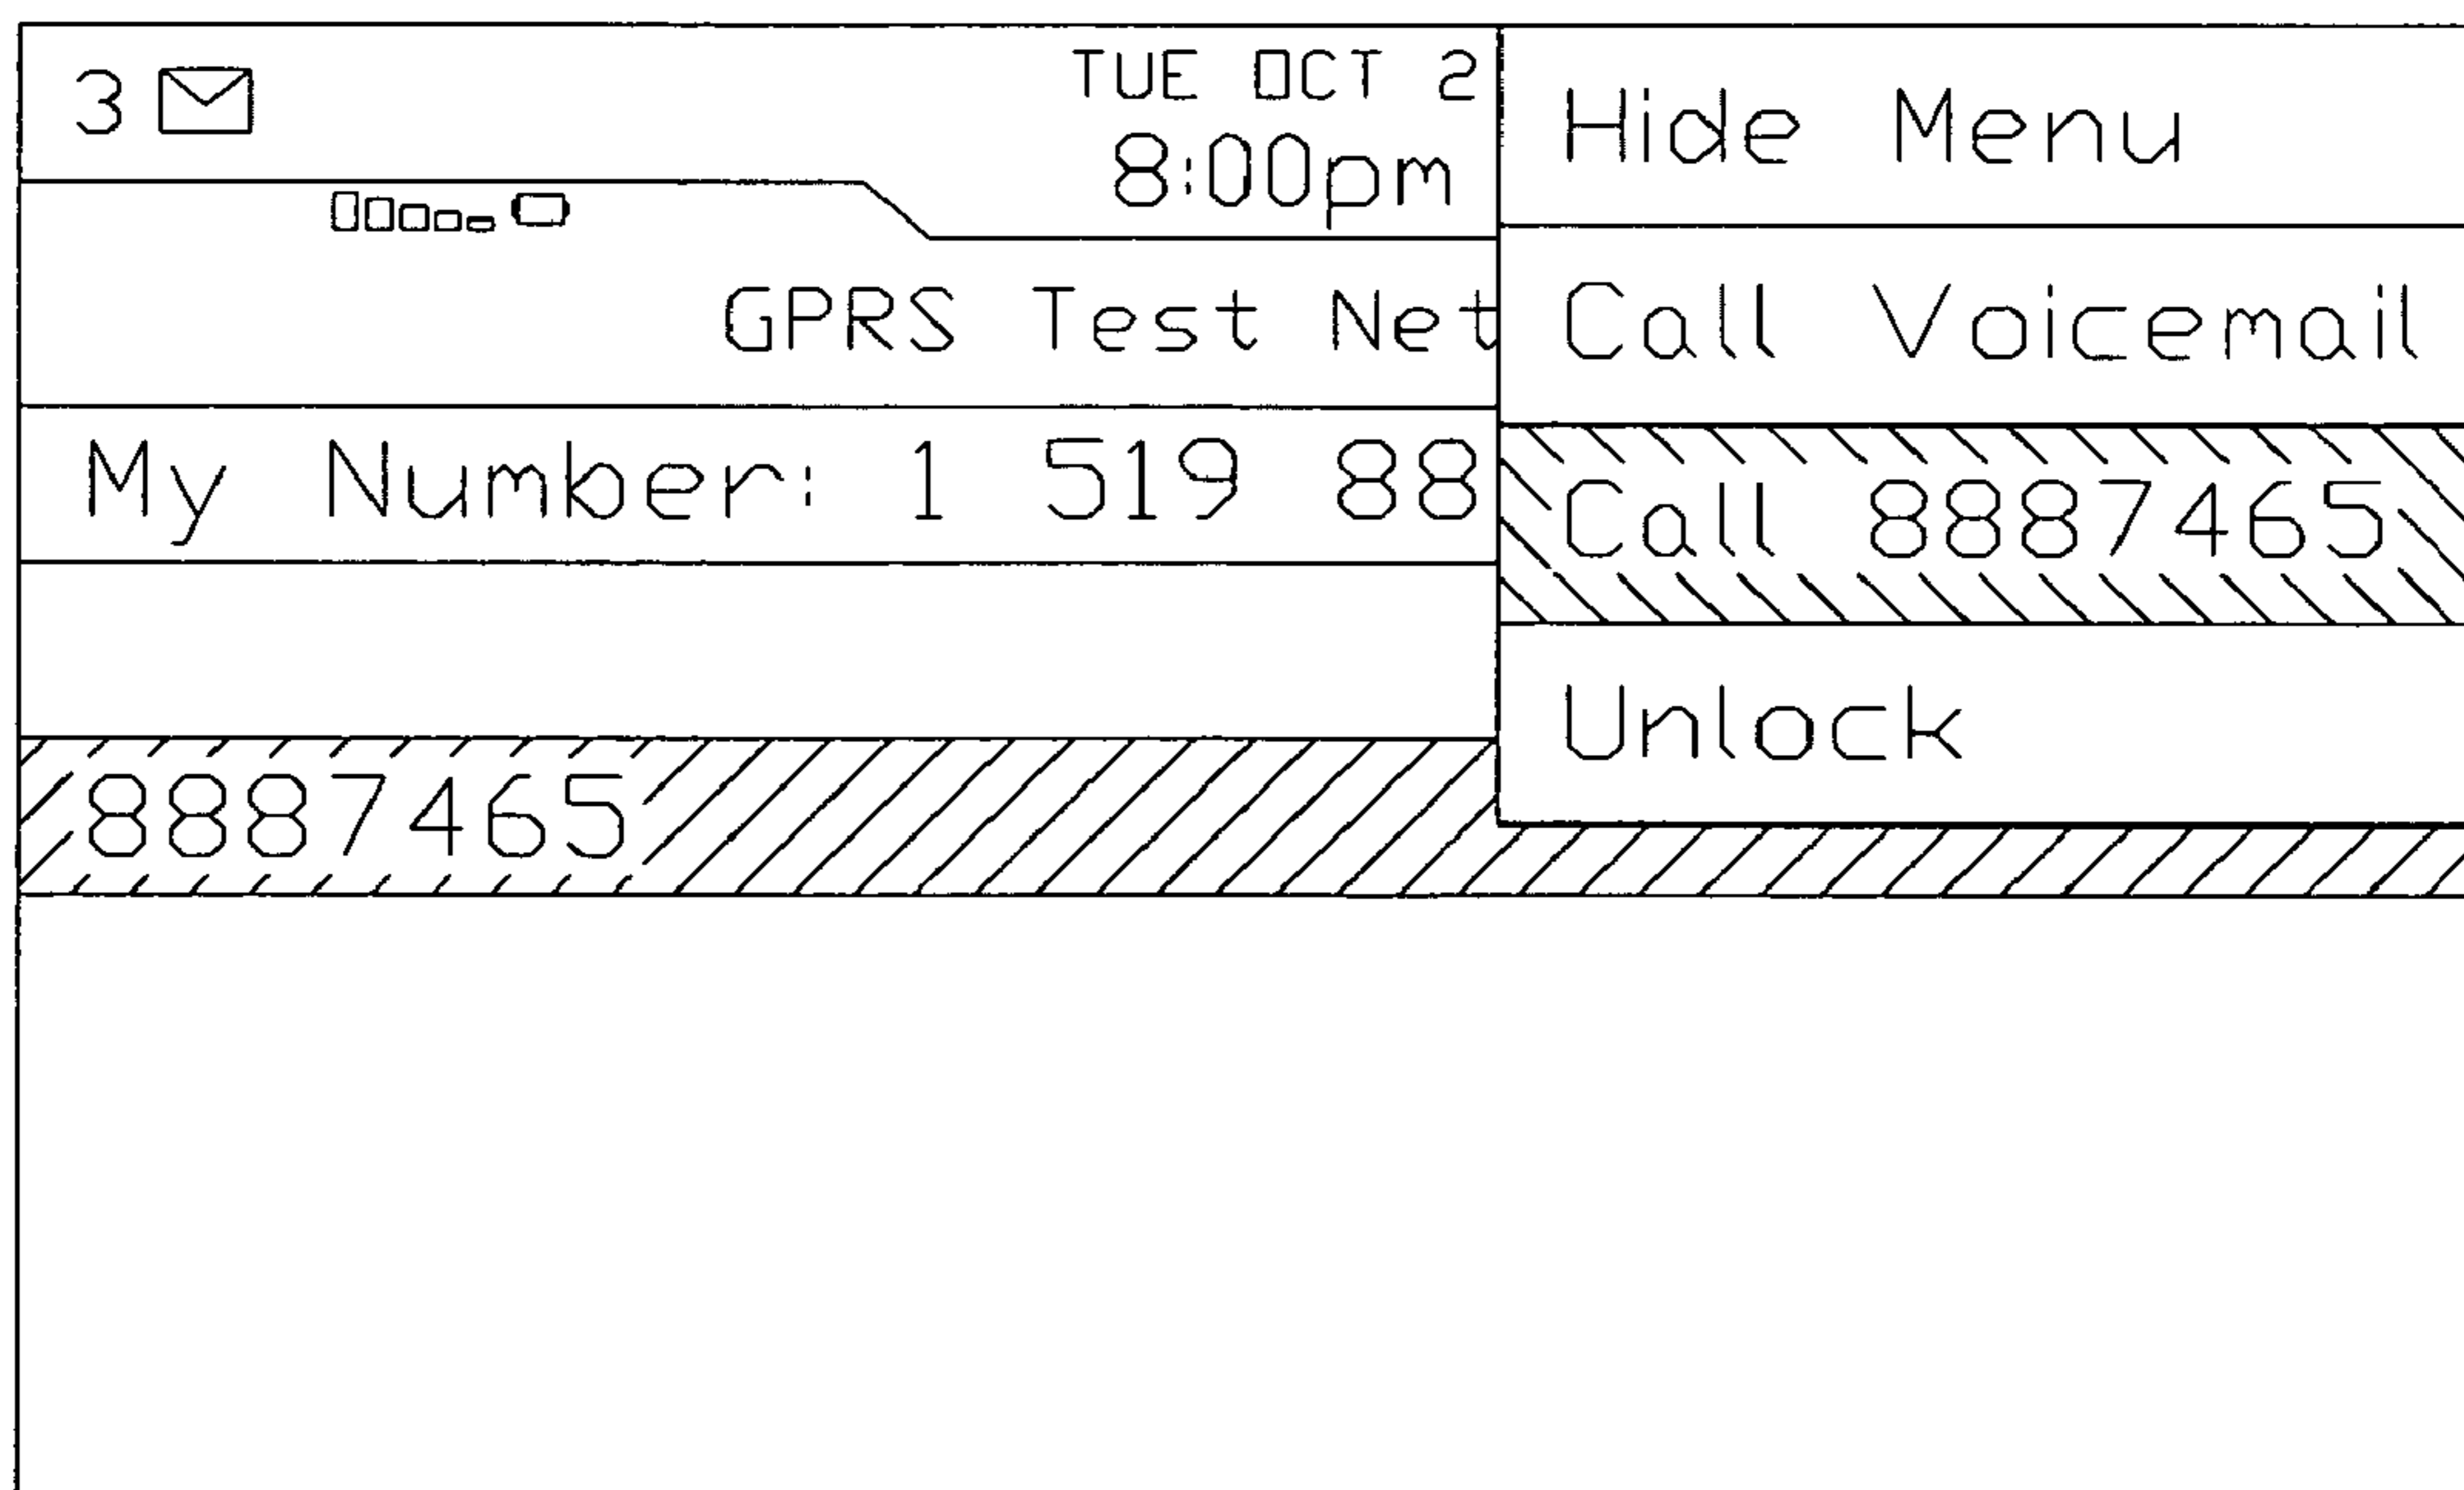 3
TUE OCT 2
8:00pm
GPRS Test Net
My Number: 1 519 88
8887465
Hide Menu
Call Voicemail
Call 8887465
Unlock